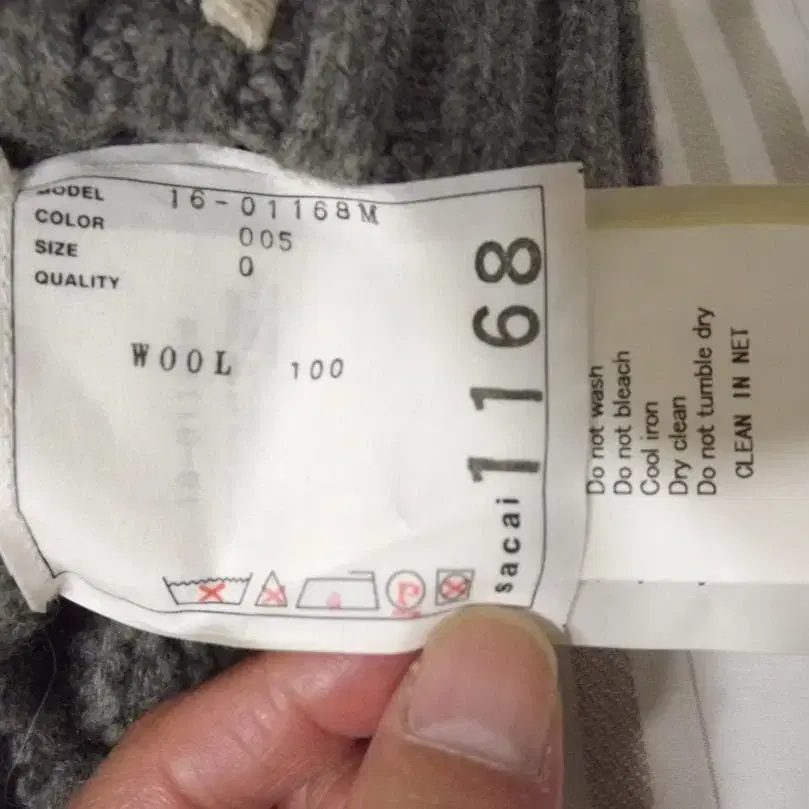 MODEL 16-01168M
COLOR 005
SIZE 0
QUALITY
WOOL 100
sacai 1168
P
Do not wash
Do not bleach
Cool iron
Dry clean
Do not tumble dry
CLEAN IN NET